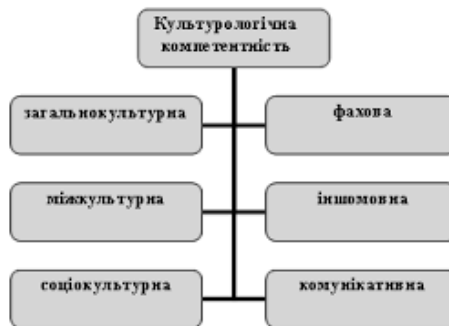 Культурологічна
компетентність
загальнокультурна
фахова
міжкультурна
іншомовна
соціокультурна
комунікативна